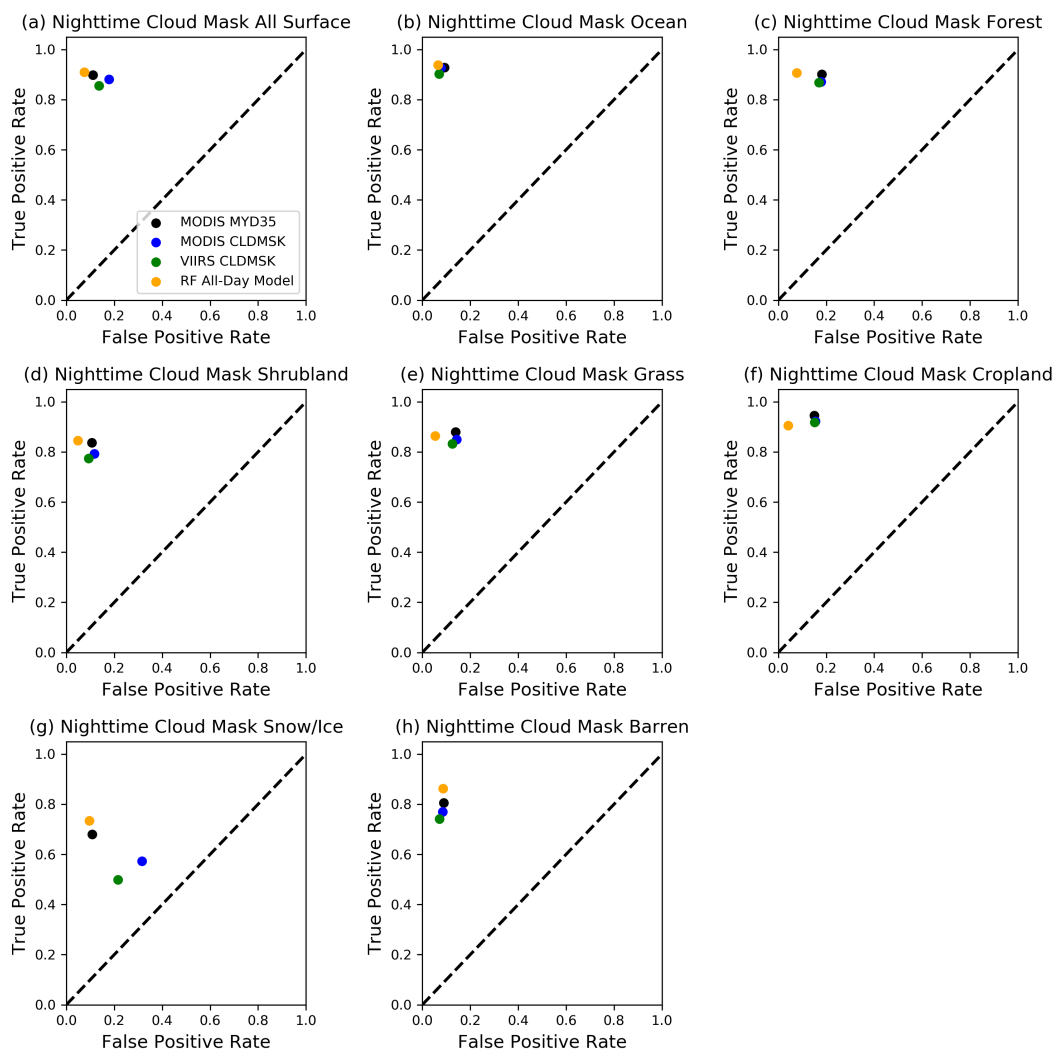 (a) Nighttime Cloud Mask All Surface
1.0
0.8
0.6
0.4
0.2
0.0
True Positive Rate
MODIS MYD35
MODIS CLDMSK
VIIRS CLDMSK
RF All-Day Model
0.0 0.2 0.4 0.6 0.8 1.0
False Positive Rate
(b) Nighttime Cloud Mask Ocean
1.0
0.8
0.6
0.4
0.2
0.0
True Positive Rate
0.0 0.2 0.4 0.6 0.8 1.0
False Positive Rate
(c) Nighttime Cloud Mask Forest
1.0
0.8
0.6
0.4
0.2
0.0
True Positive Rate
0.0 0.2 0.4 0.6 0.8 1.0
False Positive Rate
(d) Nighttime Cloud Mask Shrubland
1.0
0.8
0.6
0.4
0.2
0.0
True Positive Rate
0.0 0.2 0.4 0.6 0.8 1.0
False Positive Rate
(e) Nighttime Cloud Mask Grass
1.0
0.8
0.6
0.4
0.2
0.0
True Positive Rate
0.0 0.2 0.4 0.6 0.8 1.0
False Positive Rate
(f) Nighttime Cloud Mask Cropland
1.0
0.8
0.6
0.4
0.2
0.0
True Positive Rate
0.0 0.2 0.4 0.6 0.8 1.0
False Positive Rate
(g) Nighttime Cloud Mask Snow/Ice
1.0
0.8
0.6
0.4
0.2
0.0
True Positive Rate
0.0 0.2 0.4 0.6 0.8 1.0
False Positive Rate
(h) Nighttime Cloud Mask Barren
1.0
0.8
0.6
0.4
0.2
0.0
True Positive Rate
0.0 0.2 0.4 0.6 0.8 1.0
False Positive Rate